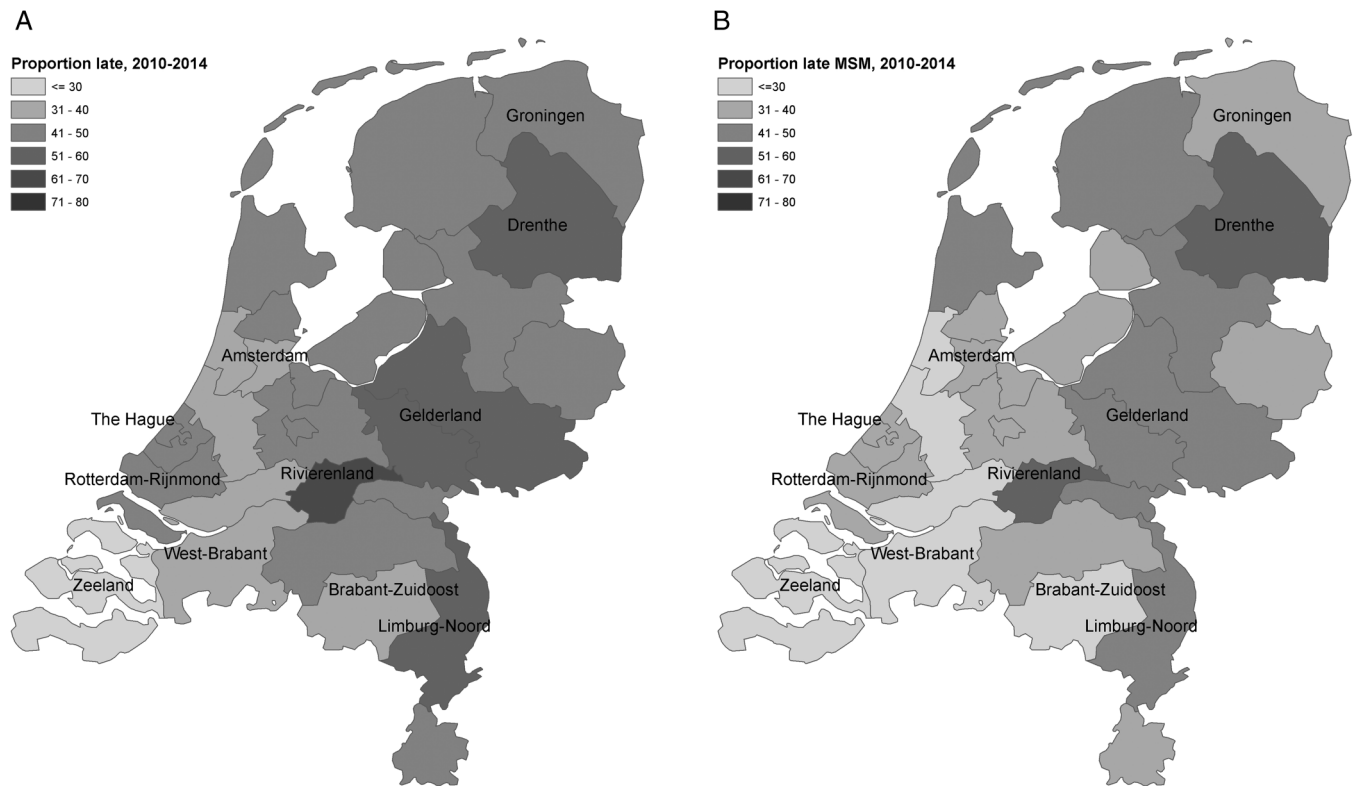 A
Proportion late, 2010-2014
<= 30
31 - 40
41 - 50
51 - 60
61 - 70
71 - 80
Groningen
Drenthe
Amsterdam
The Hague
Gelderland
Rotterdam-Rijnmond
Rivierenland
West-Brabant
Zeeland
Brabant-Zuidoost
Limburg-Noord
B
Proportion late MSM, 2010-2014
<=30
31 - 40
41 - 50
51 - 60
61 - 70
71 - 80
Groningen
Drenthe
Amsterdam
The Hague
Gelderland
Rotterdam-Rijnmond
Rivierenland
West-Brabant
Zeeland
Brabant-Zuidoost
Limburg-Noord